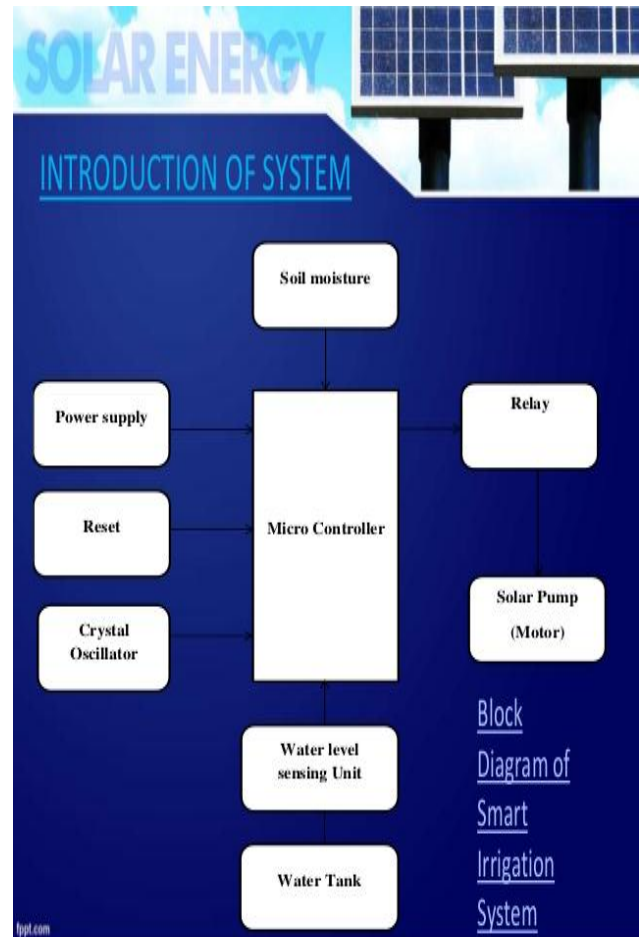 SOLAR ENERGY
INTRODUCTION OF SYSTEM
Soil moisture
Power supply
Relay
Reset
Micro Controller
Crystal
Oscillator
Solar Pump
(Motor)
Water level
sensing Unit
Water Tank
Block
Diagram of
Smart
Irrigation
System
fppt.com